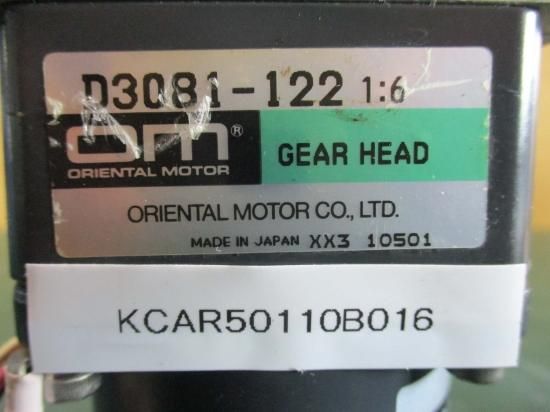 D3081-122 1:6
om®
ORIENTAL MOTOR
GEAR HEAD
ORIENTAL MOTOR CO., LTD.
MADE IN JAPAN XX3 10501
KCAR50110B016